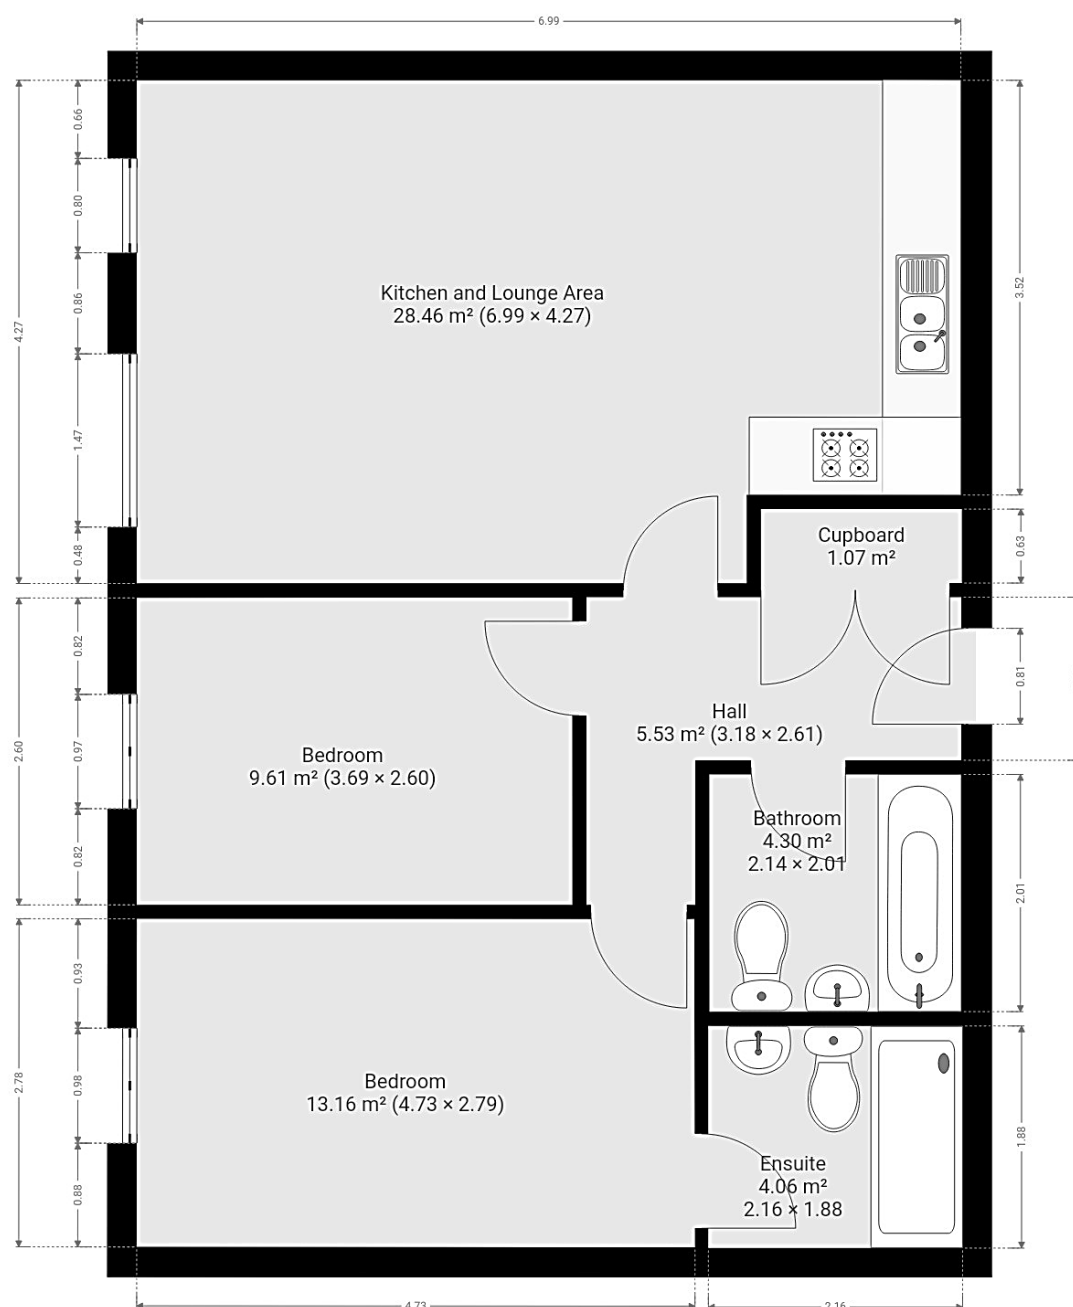 6.99
0.66
0.80
0.86
4.27
1.47
0.48
3.52
Kitchen and Lounge Area
28.46 m² (6.99 × 4.27)
Cupboard
1.07 m²
0.63
0.82
0.81
Hall
5.53 m² (3.18 × 2.61)
2.60
0.97
Bedroom
9.61 m² (3.69 × 2.60)
0.82
Bathroom
4.30 m²
2.14 × 2.01
2.01
0.93
2.78
0.98
Bedroom
13.16 m² (4.73 × 2.79)
0.88
Ensuite
4.06 m²
2.16 × 1.88
1.88
4.73
2.16